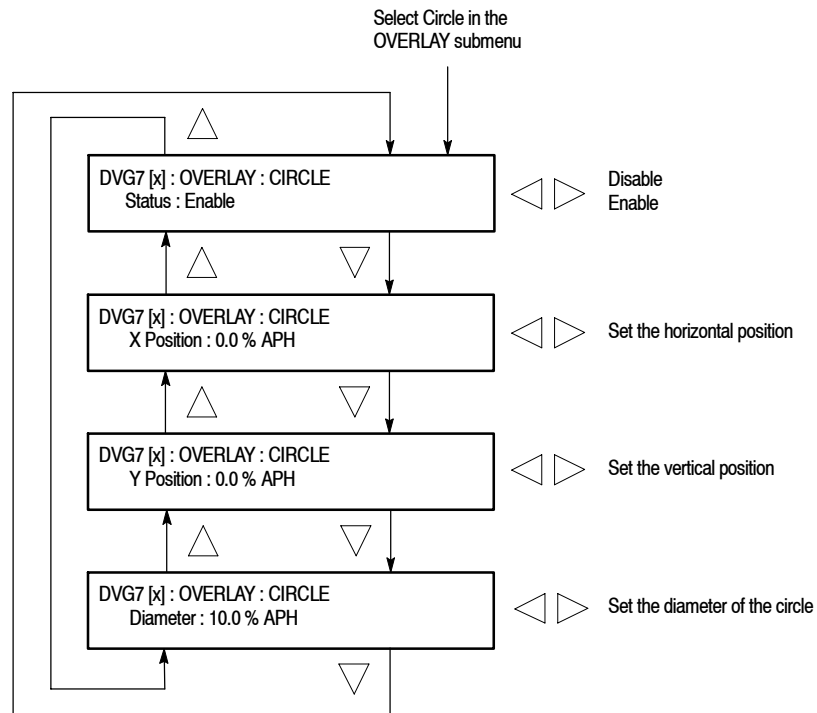 Select Circle in the
OVERLAY submenu
DVG7 [x] : OVERLAY : CIRCLE
Status : Enable
Disable
Enable
DVG7 [x] : OVERLAY : CIRCLE
X Position : 0.0 % APH
Set the horizontal position
DVG7 [x] : OVERLAY : CIRCLE
Y Position : 0.0 % APH
Set the vertical position
DVG7 [x] : OVERLAY : CIRCLE
Diameter : 10.0 % APH
Set the diameter of the circle